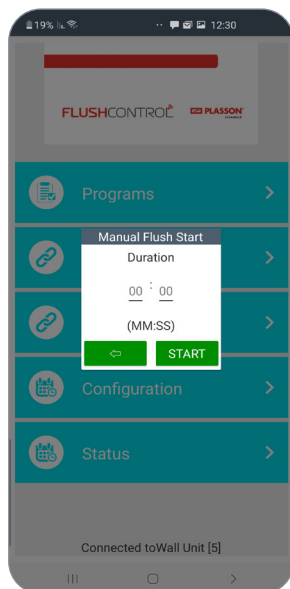 19%
12:30
FLUSHCONTROL
PLASSON
Programs
Manual Flush Start
Duration
00 : 00
(MM:SS)
START
Configuration
Status
Connected toWall Unit [5]